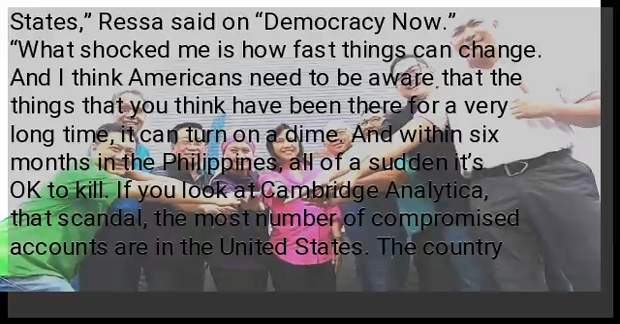 States,” Ressa said on “Democracy Now.”
“What shocked me is how fast things can change.
And I think Americans need to be aware that the
things that you think have been there for a very
long time, it can turn on a dime. And within six
months in the Philippines, all of a sudden it’s
OK to kill. If you look at Cambridge Analytica,
that scandal, the most number of compromised
accounts are in the United States. The country